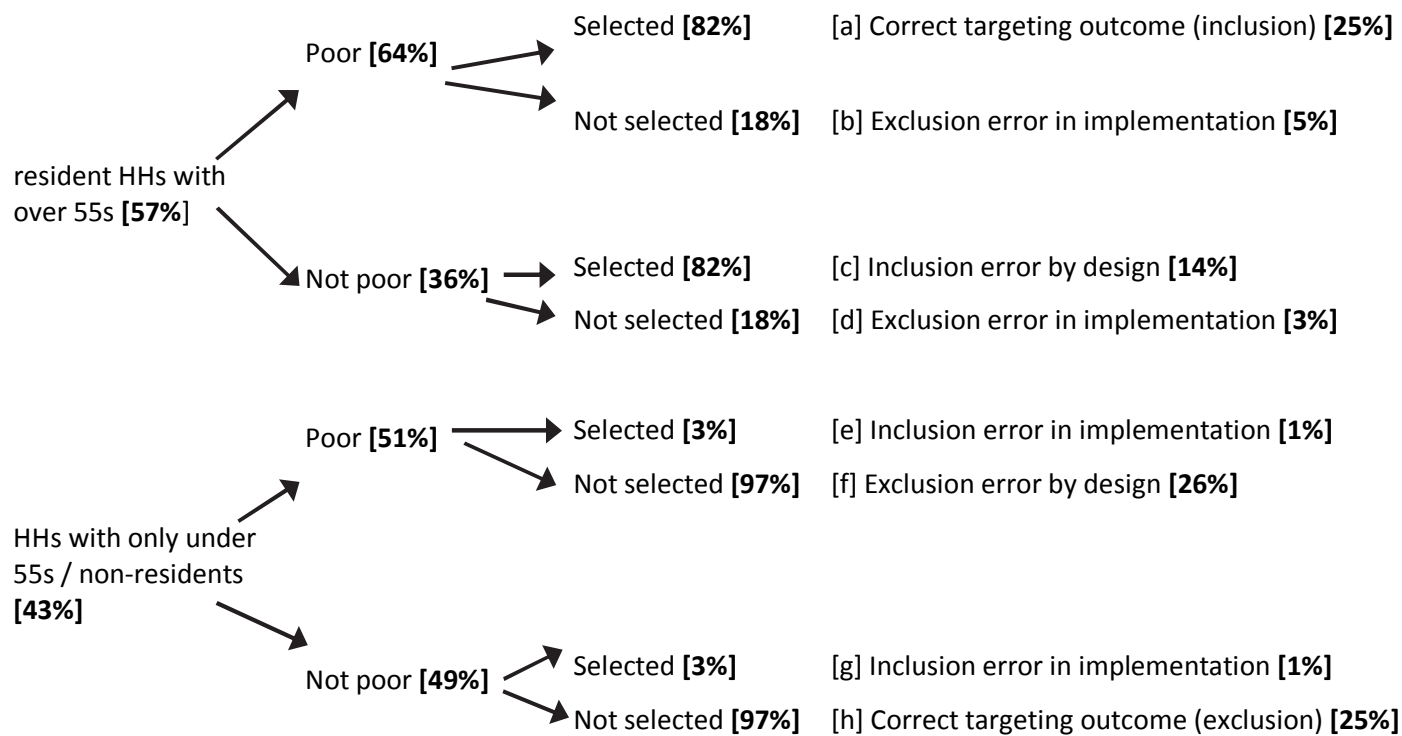 Selected [82%] [a] Correct targeting outcome (inclusion) [25%]
Poor [64%]
Not selected [18%] [b] Exclusion error in implementation [5%]
resident HHs with
over 55s [57%]
Selected [82%] [c] Inclusion error by design [14%]
Not poor [36%]
Not selected [18%] [d] Exclusion error in implementation [3%]
Poor [51%]
Selected [3%] [e] Inclusion error in implementation [1%]
Not selected [97%] [f] Exclusion error by design [26%]
HHs with only under
55s / non-residents
[43%]
Selected [3%] [g] Inclusion error in implementation [1%]
Not poor [49%]
Not selected [97%] [h] Correct targeting outcome (exclusion) [25%]